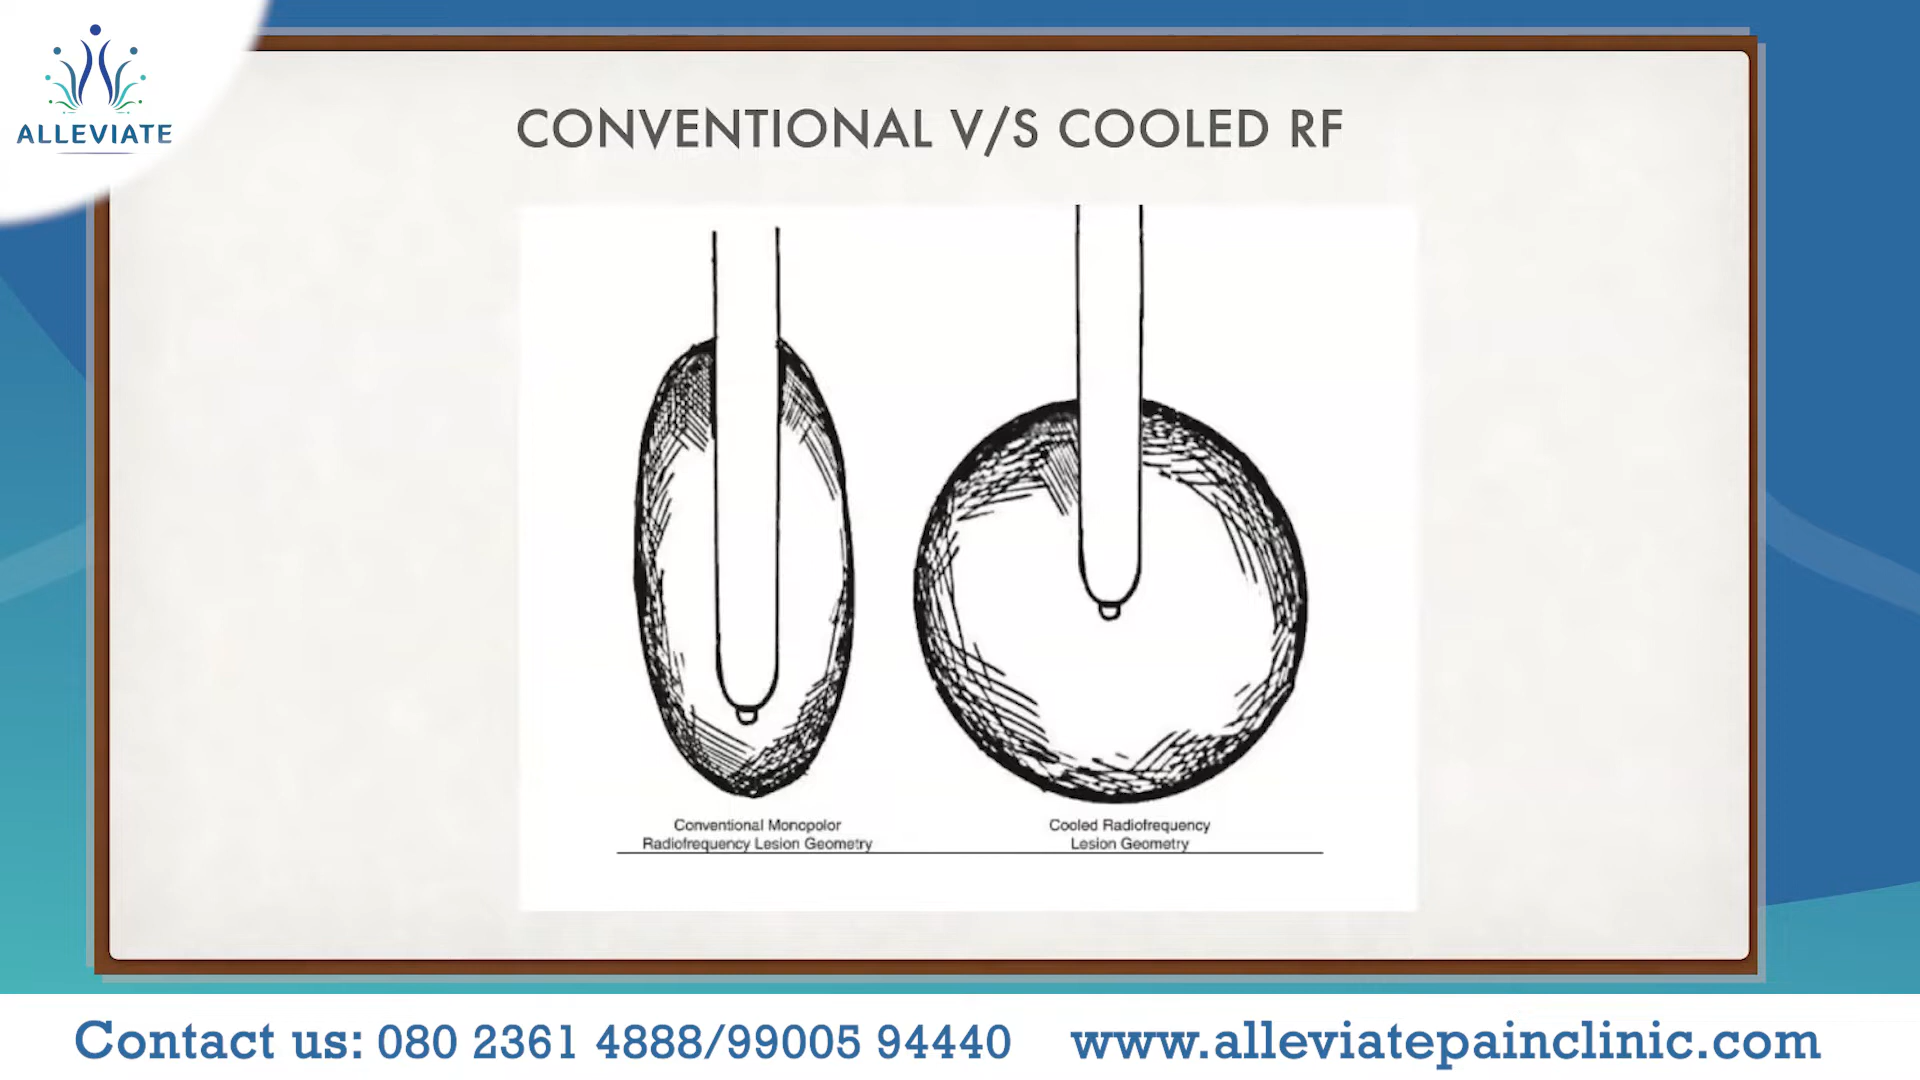 ALLEVIATE
CONVENTIONAL V/S COOLED RF
Conventional Monopolor
Radiofrequency Lesion Geometry
Cooled Radiofrequency
Lesion Geometry
Contact us: 080 2361 4888/99005 94440 www.alleviatepainclinic.com